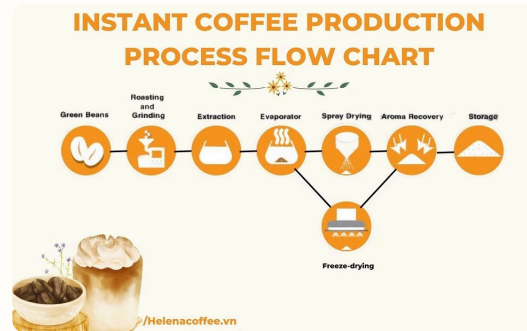 INSTANT COFFEE PRODUCTION
PROCESS FLOW CHART
Green Beans
Roasting
and
Grinding
Extraction
Evaporator
Spray Drying
Aroma Recovery
Storage
Freeze-drying
/Helenacoffee.vn